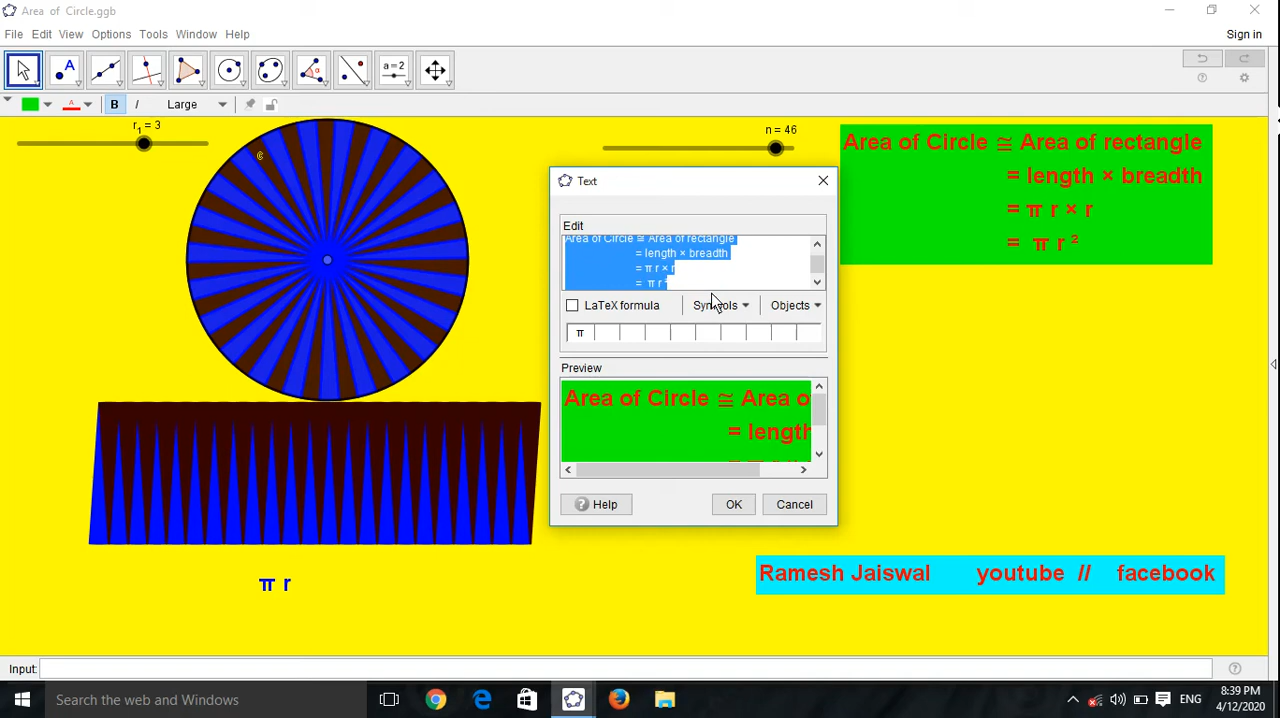 Area of Circle.ggb
File Edit View Options Tools Window Help
Sign in
A
α
a = 2
A B I Large
r₁ = 3
n = 46
Area of Circle ≅ Area of rectangle
= length × breadth
= π r × r
= π r ²
Text
Edit
Area of Circle ≅ Area of rectangle
= length × breadth
= π r × r
= π r ²
LaTeX formula Symbols Objects
π
Preview
Area of Circle ≅ Area o
= length
Help OK Cancel
π r
Ramesh Jaiswal youtube // facebook
Input:
Search the web and Windows
ENG
8:39 PM
4/12/2020